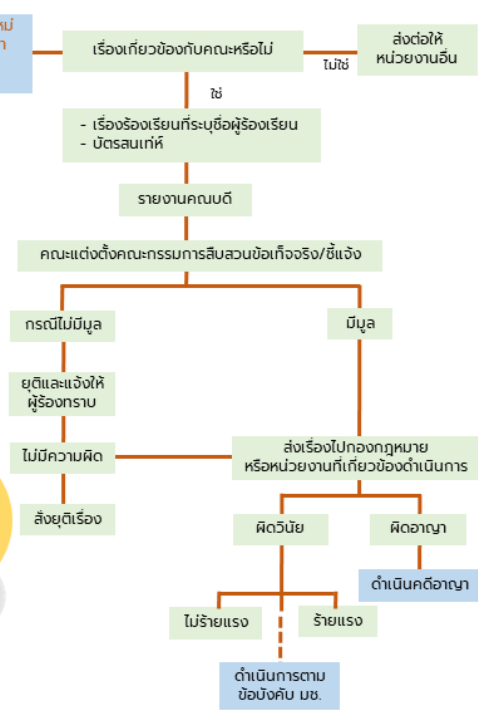 เรื่องเกี่ยวข้องกับคณะหรือไม่
ไม่ใช่
ส่งต่อให้
หน่วยงานอื่น
ใช่
- เรื่องร้องเรียนที่ระบุชื่อผู้ร้องเรียน
- บัตรสนเท่ห์
รายงานคณบดี
คณะแต่งตั้งคณะกรรมการสืบสวนข้อเท็จจริง/ชี้แจ้ง
กรณีไม่มีมูล
มีมูล
ยุติและแจ้งให้
ผู้ร้องทราบ
ไม่มีความผิด
ส่งเรื่องไปกองกฎหมาย
หรือหน่วยงานที่เกี่ยวข้องดำเนินการ
สั่งยุติเรื่อง
ผิดวินัย
ผิดอาญา
ดำเนินคดีอาญา
ไม่ร้ายแรง
ร้ายแรง
ดำเนินการตาม
ข้อบังคับ มช.